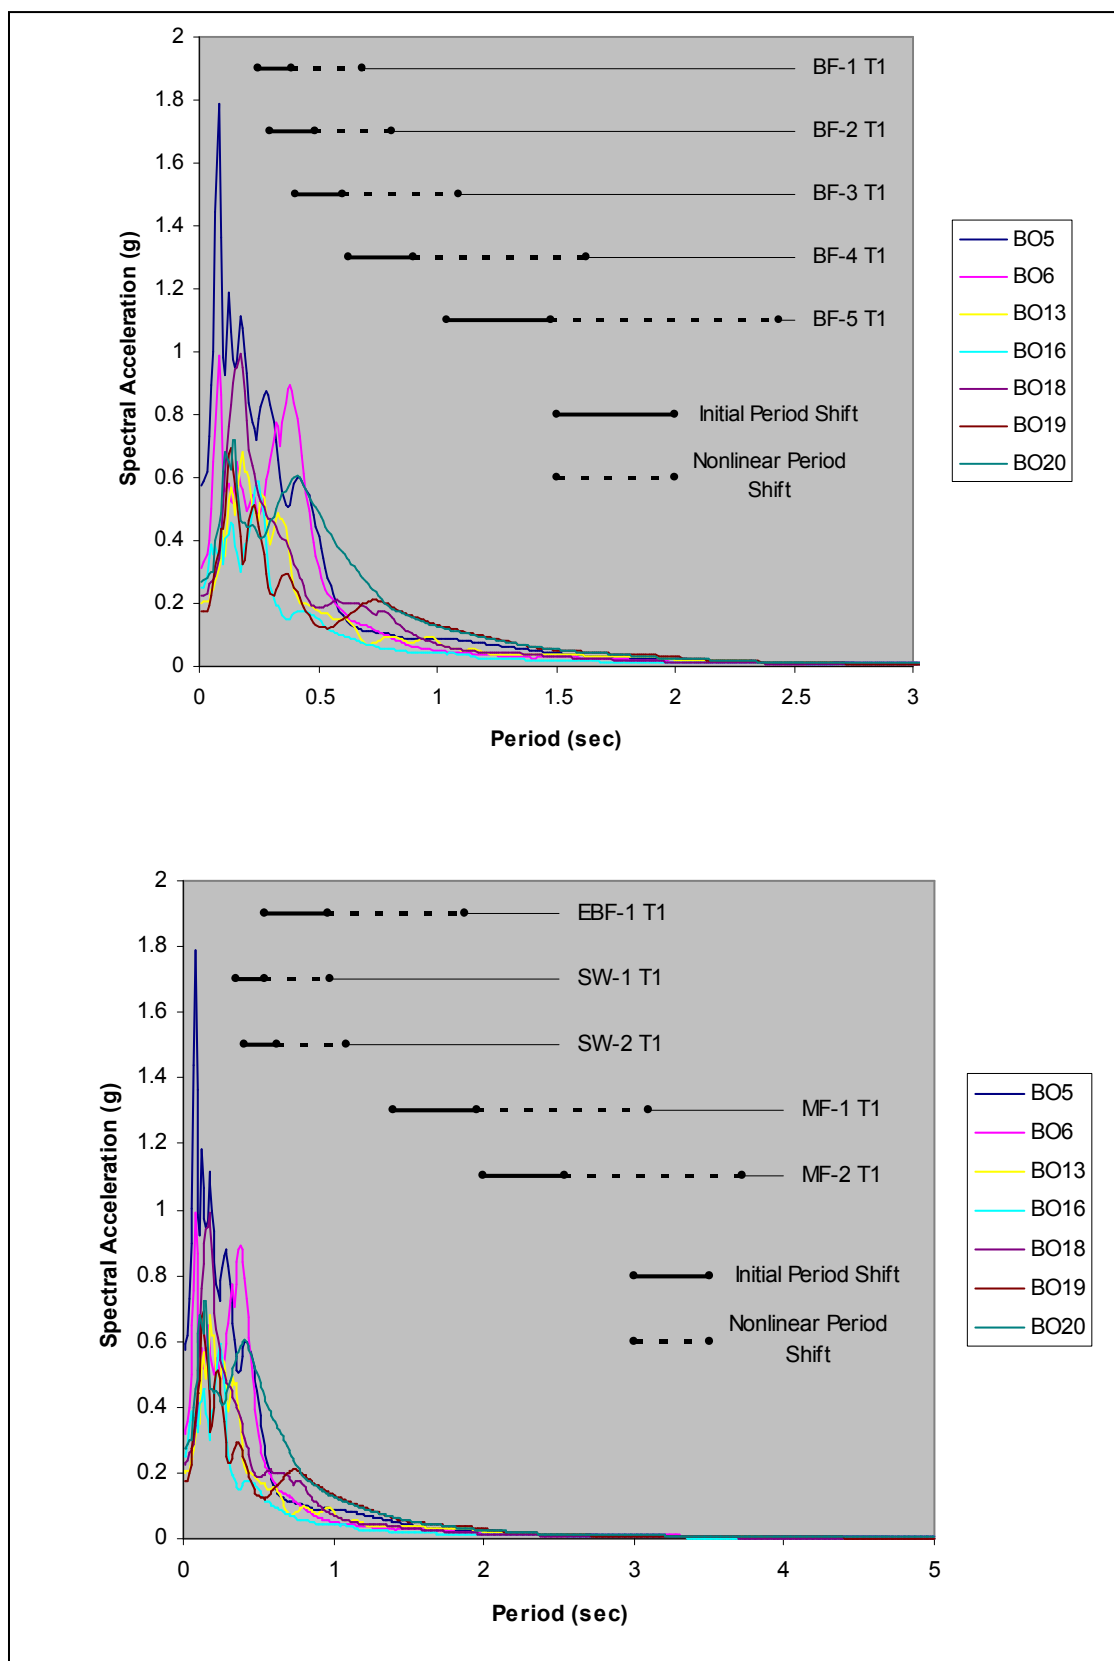 2
1.8
1.6
1.4
1.2
1
0.8
0.6
0.4
0.2
0
Spectral Acceleration (g)
BF-1 T1
BF-2 T1
BF-3 T1
BF-4 T1
BF-5 T1
Initial Period Shift
Nonlinear Period
Shift
0 0.5 1 1.5 2 2.5 3
Period (sec)
BO5
BO6
BO13
BO16
BO18
BO19
BO20
2
1.8
1.6
1.4
1.2
1
0.8
0.6
0.4
0.2
0
Spectral Acceleration (g)
EBF-1 T1
SW-1 T1
SW-2 T1
MF-1 T1
MF-2 T1
Initial Period Shift
Nonlinear Period
Shift
0 1 2 3 4 5
Period (sec)
BO5
BO6
BO13
BO16
BO18
BO19
BO20